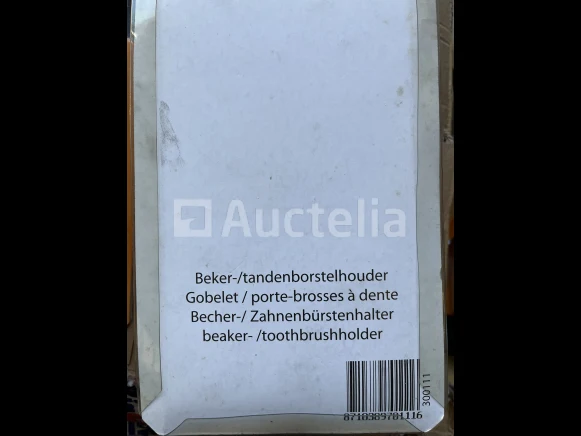 Auctelia
Beker-/tandenborstelhouder
Gobelet / porte-brosses à dente
Becher-/ Zahnenbürstenhalter
beaker- /toothbrushholder
300111
8718389781116